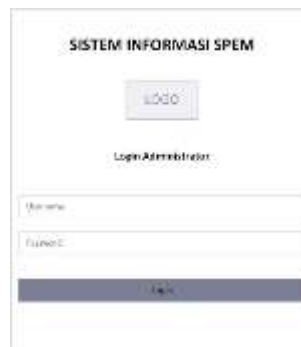 SISTEM INFORMASI SPEM
LOGO
Login Administrator
Username
Password
Login